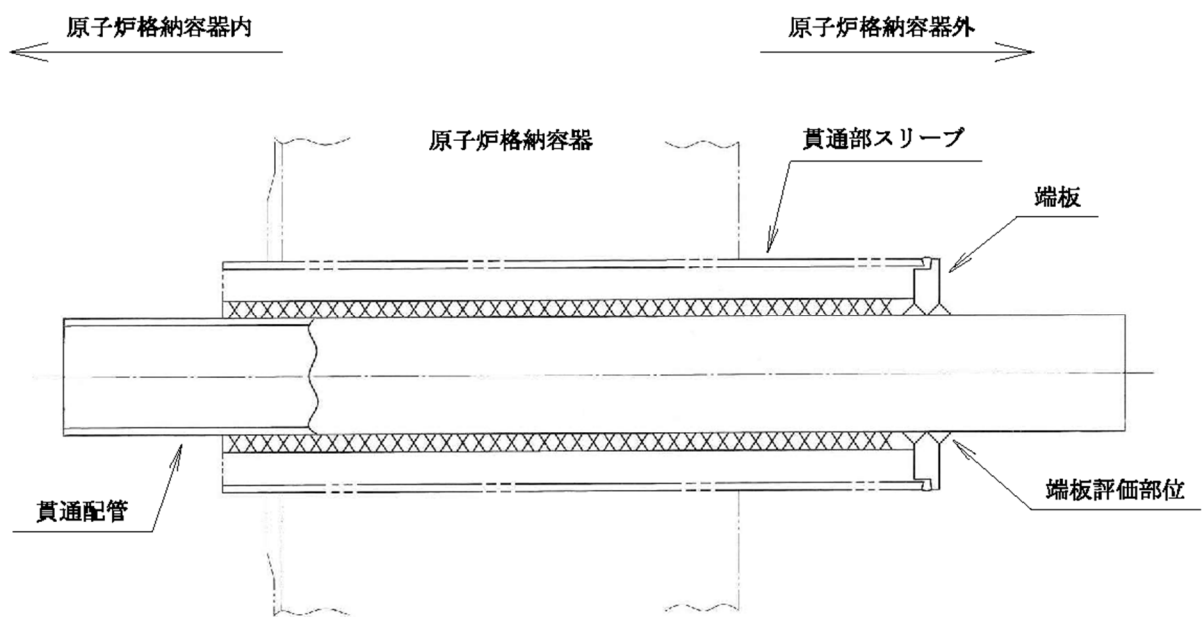 原子炉格納容器内
原子炉格納容器外
原子炉格納容器
貫通部スリーブ
端板
貫通配管
端板評価部位